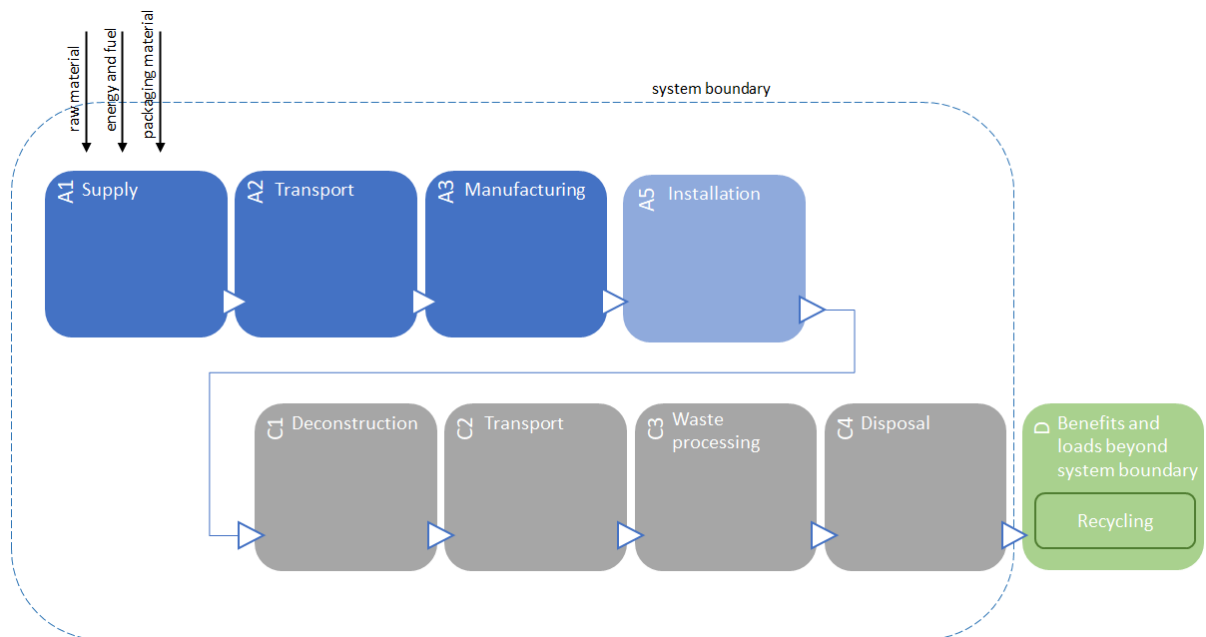 raw material
energy and fuel
packaging material
system boundary
A1 Supply
A2 Transport
A3 Manufacturing
A5 Installation
C1 Deconstruction
C2 Transport
C3 Waste
processing
C4 Disposal
D Benefits and
loads beyond
system boundary
Recycling